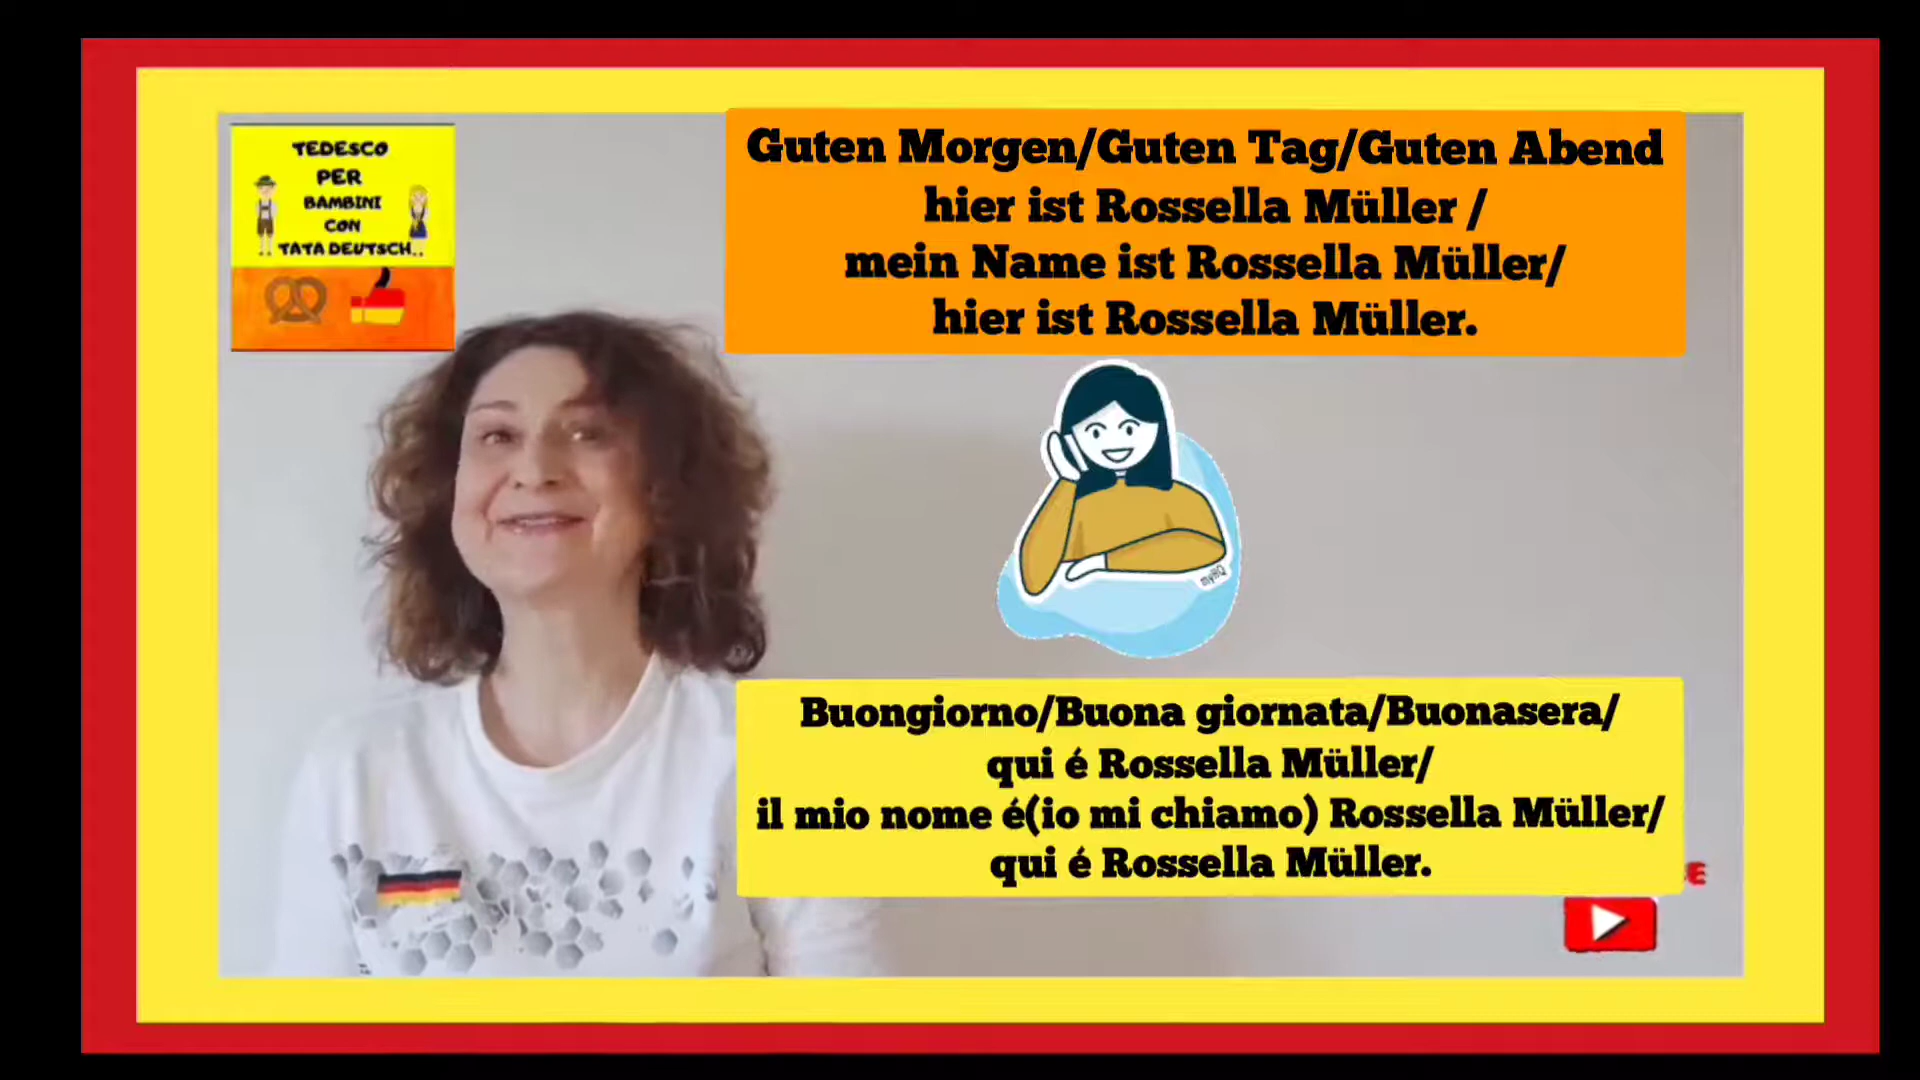 TEDESCO
PER
BAMBINI
CON
TATA DEUTSCH..
Guten Morgen/Guten Tag/Guten Abend
hier ist Rossella Müller /
mein Name ist Rossella Müller/
hier ist Rossella Müller.
Buongiorno/Buona giornata/Buonasera/
qui é Rossella Müller/
il mio nome é(io mi chiamo) Rossella Müller/
qui é Rossella Müller.